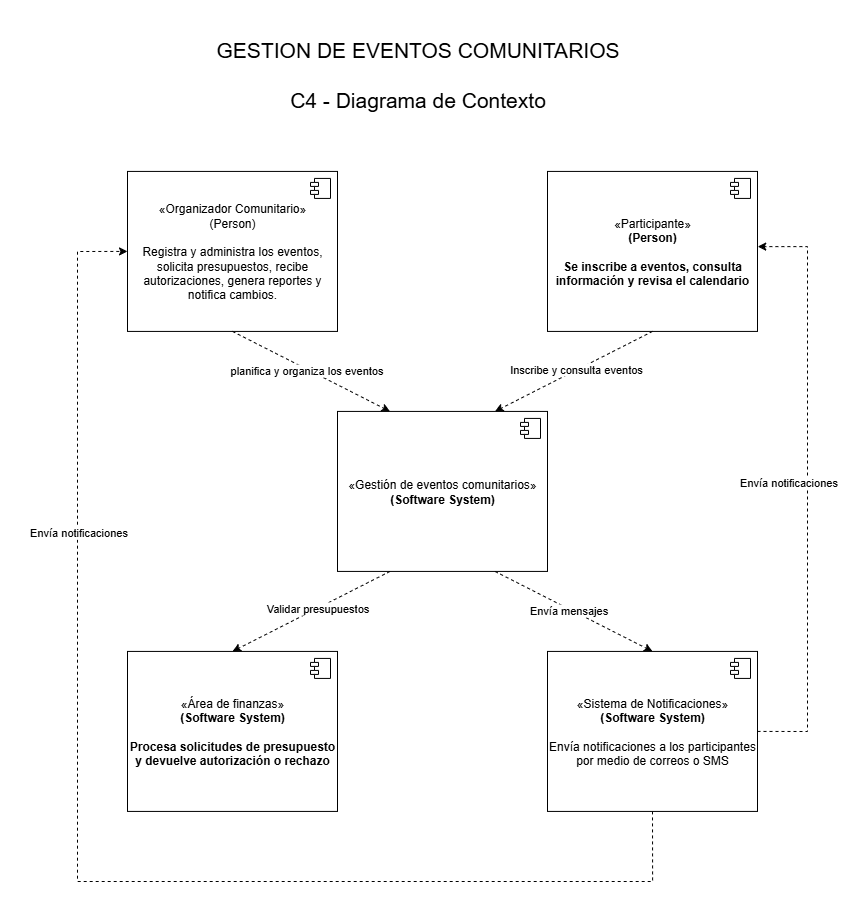 GESTION DE EVENTOS COMUNITARIOS
C4 - Diagrama de Contexto
«Organizador Comunitario»
(Person)
Registra y administra los eventos,
solicita presupuestos, recibe
autorizaciones, genera reportes y
notifica cambios.
«Participante»
(Person)
Se inscribe a eventos, consulta
información y revisa el calendario
planifica y organiza los eventos
Inscribe y consulta eventos
«Gestión de eventos comunitarios»
(Software System)
Envía notificaciones
Envía notificaciones
Validar presupuestos
Envía mensajes
«Área de finanzas»
(Software System)
Procesa solicitudes de presupuesto
y devuelve autorización o rechazo
«Sistema de Notificaciones»
(Software System)
Envía notificaciones a los participantes
por medio de correos o SMS